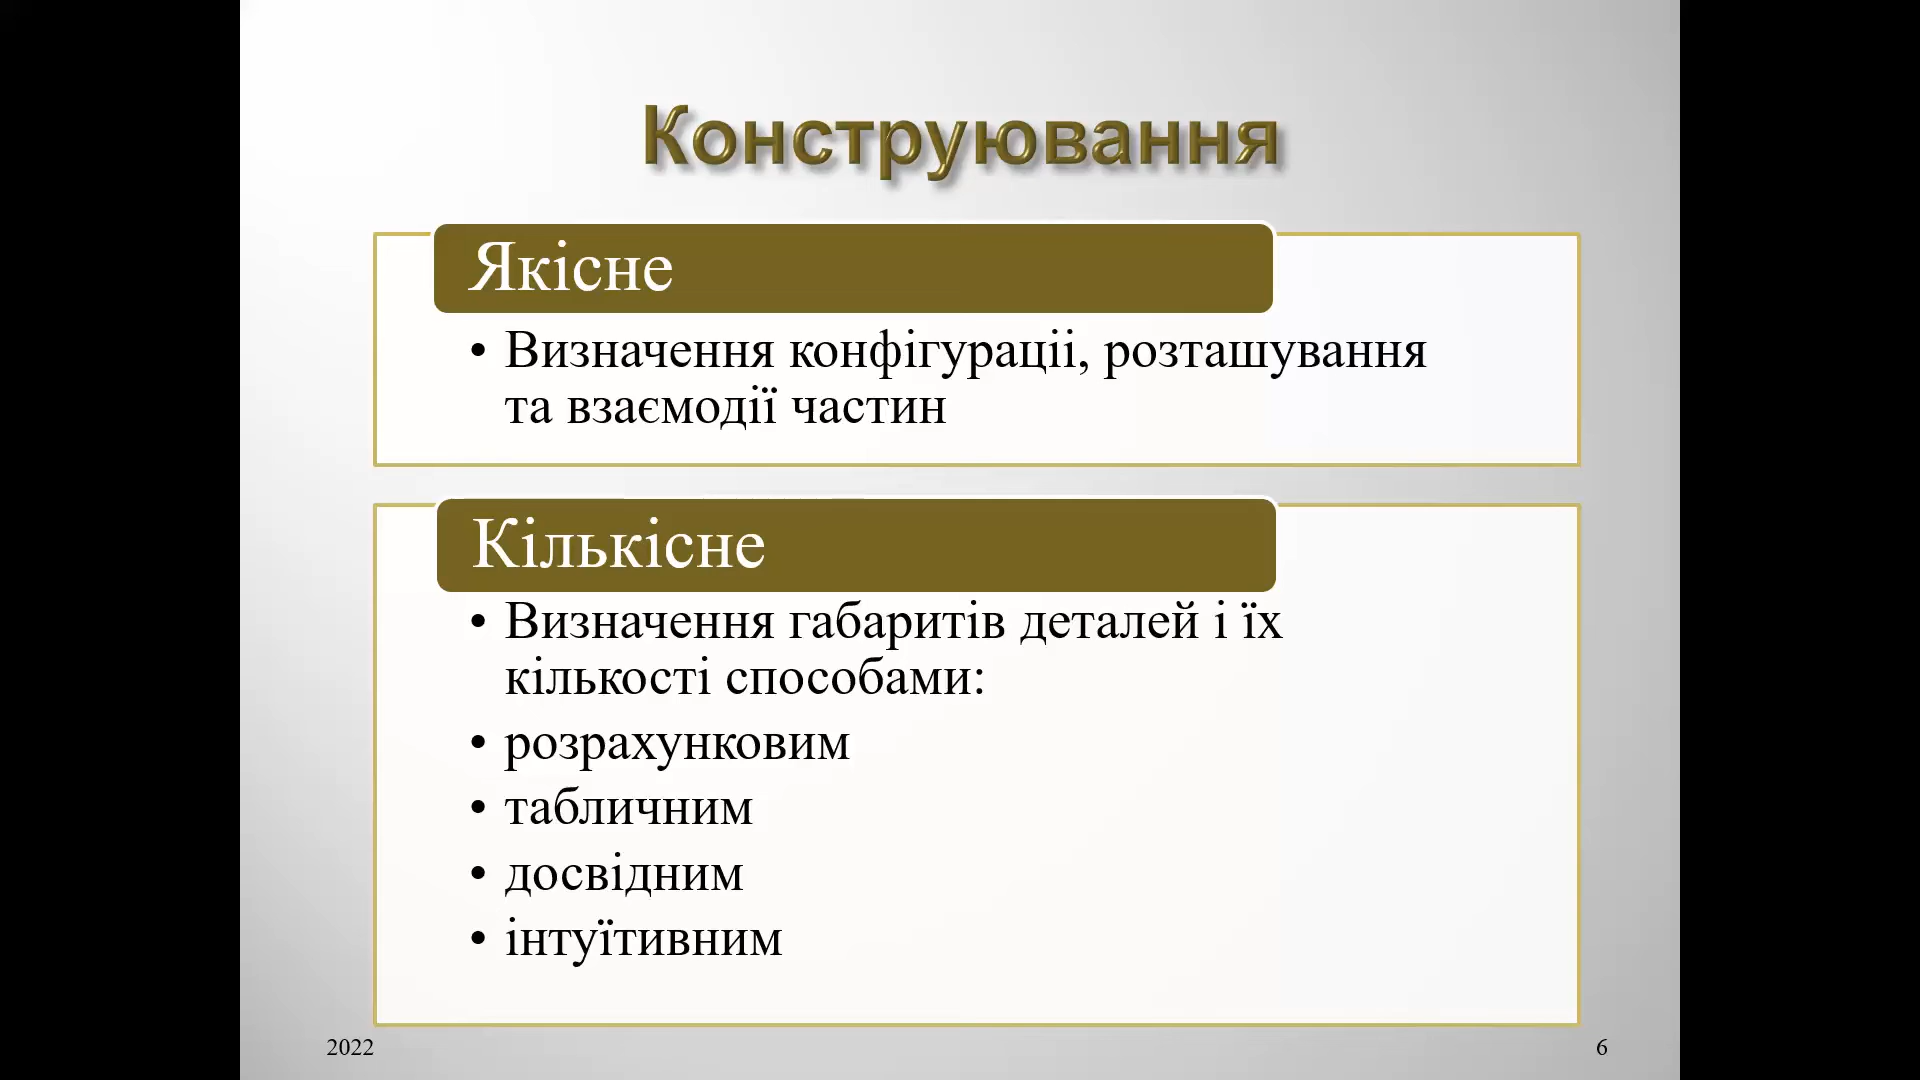 Конструювання
Якісне
• Визначення конфігураціі, розташування
та взаємодії частин
Кількісне
• Визначення габаритів деталей і їх
кількості способами:
• розрахунковим
• табличним
• досвідним
• інтуїтивним
2022
6